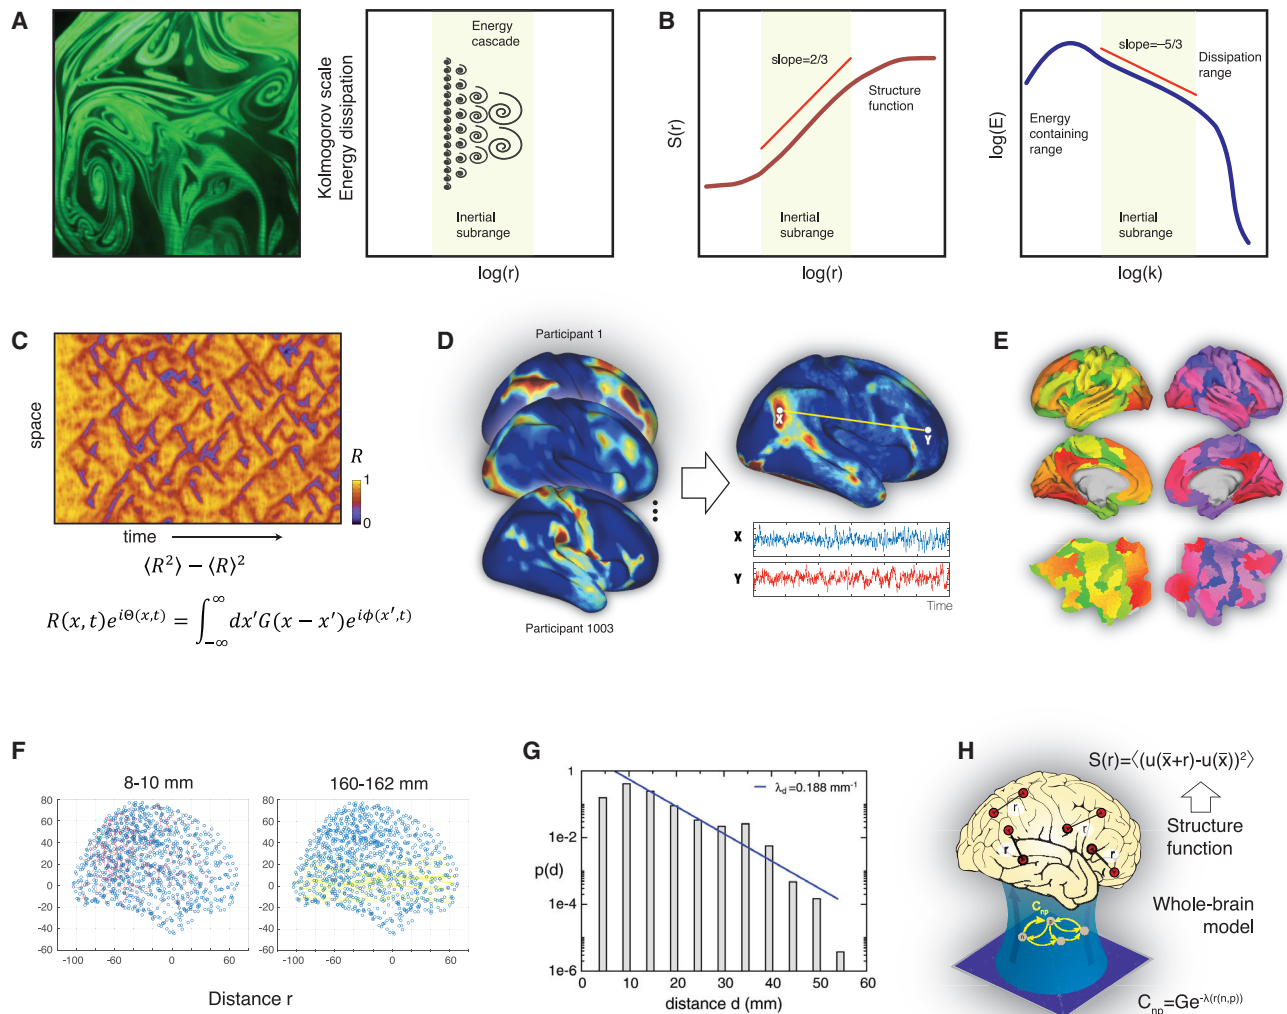 A
Kolmogorov scale
Energy dissipation
Energy
cascade
Inertial
subrange
log(r)
B
S(r)
slope=2/3
Structure
function
Inertial
subrange
log(r)
log(E)
slope=–5/3
Dissipation
range
Energy
containing
range
Inertial
subrange
log(k)
C
space
R
1
0
time
⟨R²⟩ − ⟨R⟩²
R(x,t)e^{iΘ(x,t)} = ∫_{−∞}^{∞} dx′G(x − x′)e^{iϕ(x′,t)}
D
Participant 1
Participant 1003
X
Y
X
Y
Time
E
F
8-10 mm
160-162 mm
80
60
40
20
0
-20
-40
-60
-100
-60
0
60
80
60
40
20
0
-20
-40
-60
-100
-60
0
60
Distance r
G
1
1e-2
p(d)
1e-4
1e-6
λ_d=0.188 mm⁻¹
0 10 20 30 40 50 60
distance d (mm)
H
S(r)=⟨(u(x̄+r)-u(x̄))²⟩
Structure
function
r
r
r
r
Whole-brain
model
C_np
n
p
C_np=Ge^{-λ(r(n,p))}